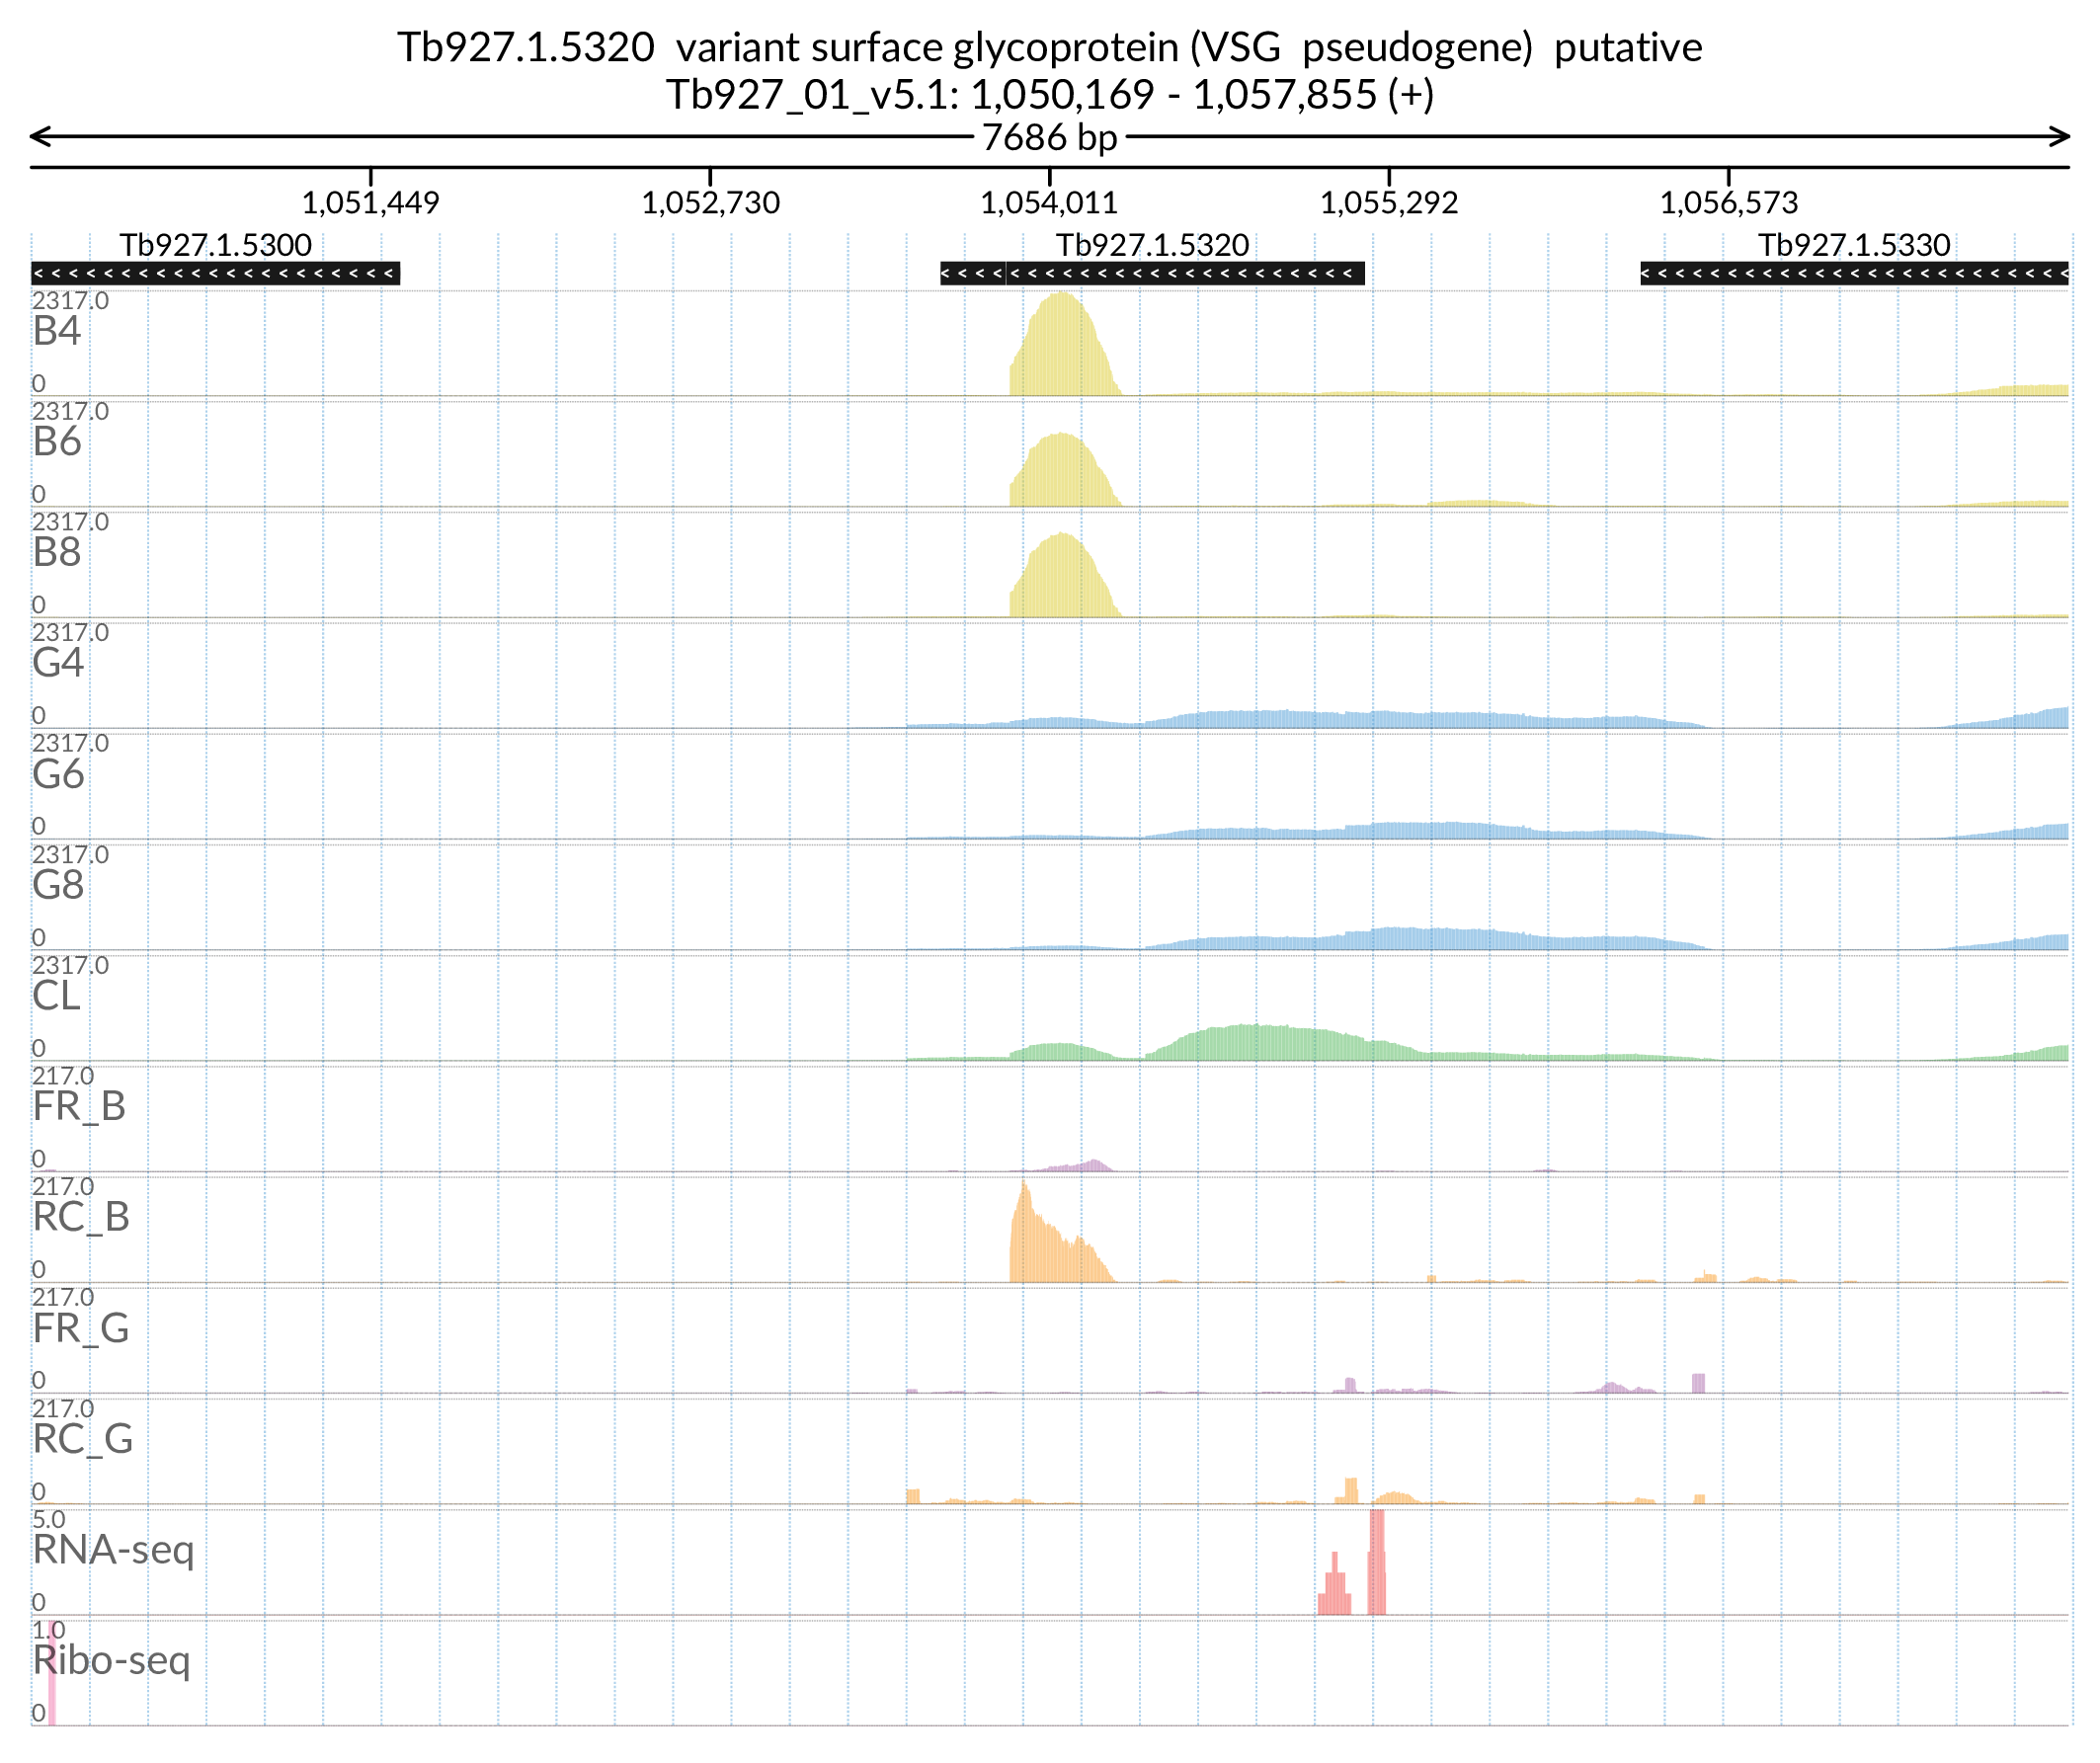 Tb927.1.5320 variant surface glycoprotein (VSG pseudogene) putative
Tb927_01_v5.1: 1,050,169 - 1,057,855 (+)
7686 bp
1,051,449 1,052,730 1,054,011 1,055,292 1,056,573
Tb927.1.5300 Tb927.1.5320 Tb927.1.5330
2317.0
B4
0
2317.0
B6
0
2317.0
B8
0
2317.0
G4
0
2317.0
G6
0
2317.0
G8
0
2317.0
CL
0
217.0
FR_B
0
217.0
RC_B
0
217.0
FR_G
0
217.0
RC_G
0
5.0
RNA-seq
0
1.0
Ribo-seq
0